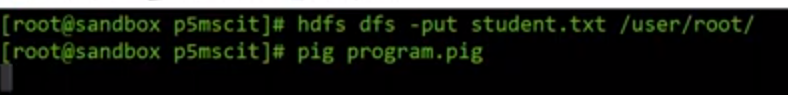 [root@sandbox p5mscit]# hdfs dfs -put student.txt /user/root/
[root@sandbox p5mscit]# pig program.pig